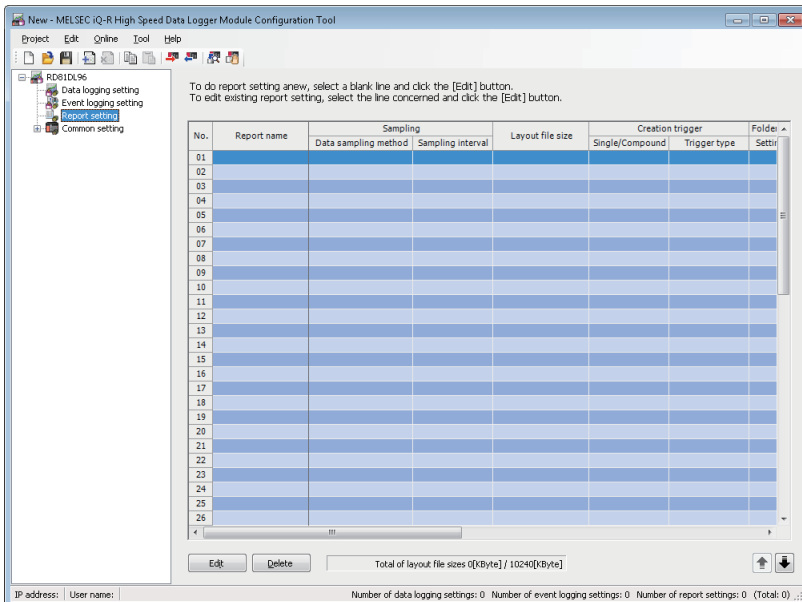 New - MELSEC iQ-R High Speed Data Logger Module Configuration Tool
Project Edit Online Tool Help
RD81DL96
Data logging setting
Event logging setting
Report setting
Common setting
To do report setting anew, select a blank line and click the [Edit] button.
To edit existing report setting, select the line concerned and click the [Edit] button.
No. Report name Sampling Layout file size Creation trigger Folder
Data sampling method Sampling interval Single/Compound Trigger type Settin
01
02
03
04
05
06
07
08
09
10
11
12
13
14
15
16
17
18
19
20
21
22
23
24
25
26
Edit Delete Total of layout file sizes 0[KByte] / 10240[KByte]
IP address: User name: Number of data logging settings: 0 Number of event logging settings: 0 Number of report settings: 0 (Total: 0)